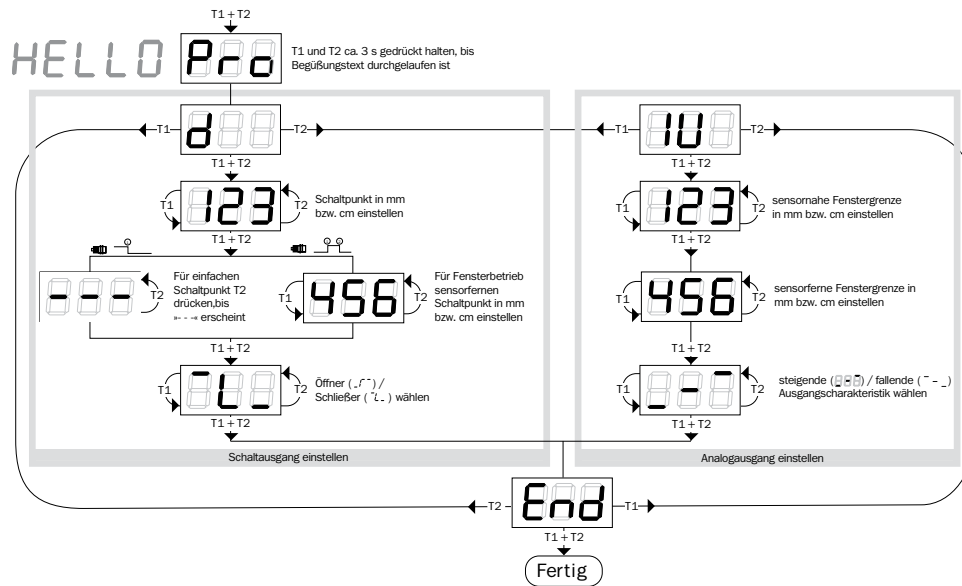 T1 + T2
HELLO
Pro
T1 und T2 ca. 3 s gedrückt halten, bis
Begüßungstext durchgelaufen ist
T1
d
T2
T1
IU
T2
T1 + T2
T1 + T2
T1
123
T2
Schaltpunkt in mm
bzw. cm einstellen
T1
123
T2
sensornahe Fenstergrenze
in mm bzw. cm einstellen
T1 + T2
T1 + T2
- - -
T2
Für einfachen
Schaltpunkt T2
drücken,bis
"- - -" erscheint
T1
456
T2
Für Fensterbetrieb
sensorfernen
Schaltpunkt in mm
bzw. cm einstellen
T1
456
T2
sensorferne Fenstergrenze in
mm bzw. cm einstellen
T1 + T2
T1 + T2
T1
¯L_
T2
Öffner (_Γ¯) /
Schließer (¯L_) wählen
T1
_-¯
T2
steigende (_-¯) / fallende (¯-_)
Ausgangscharakteristik wählen
T1 + T2
T1 + T2
Schaltausgang einstellen
Analogausgang einstellen
T2
End
T1
T1 + T2
Fertig